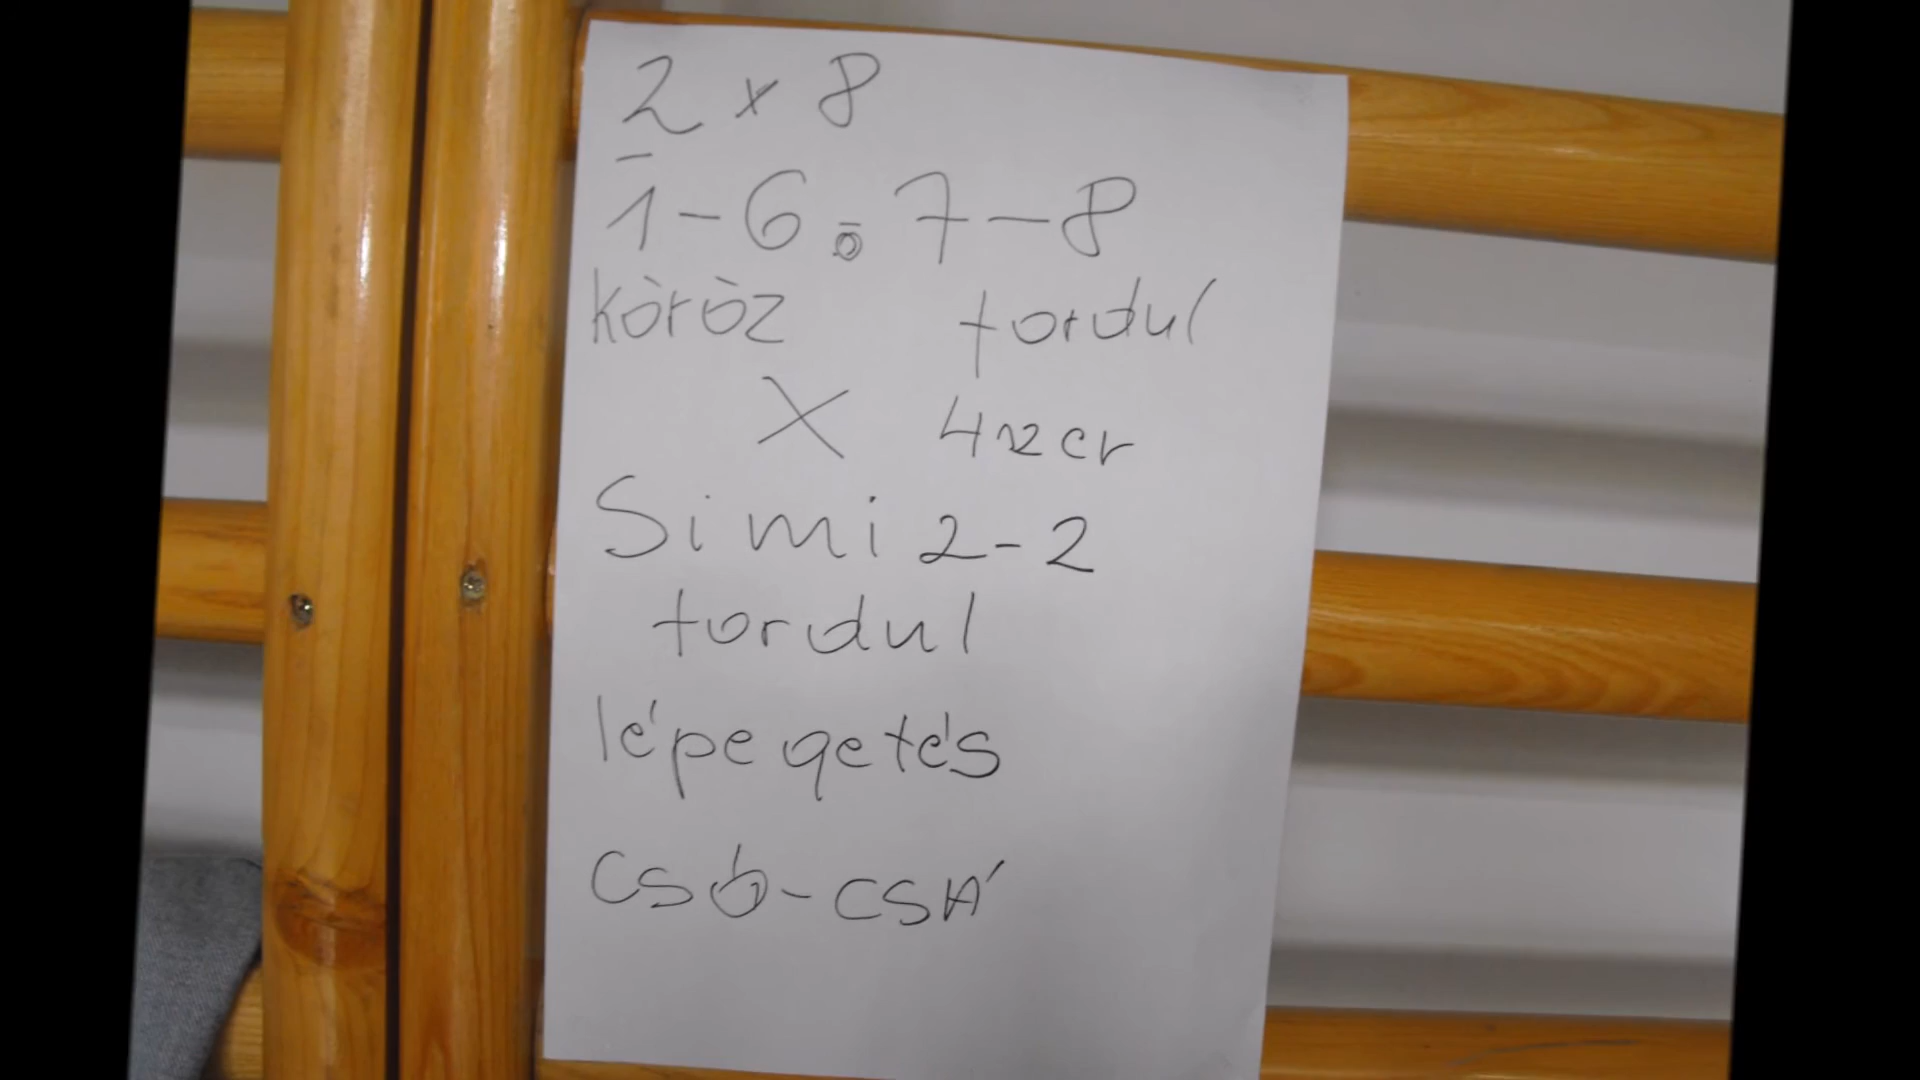 2 x 8
1-6. 7-8
köröz fordul
X 4szer
Simi 2-2
fordul
lépegetés
csó-csÁ